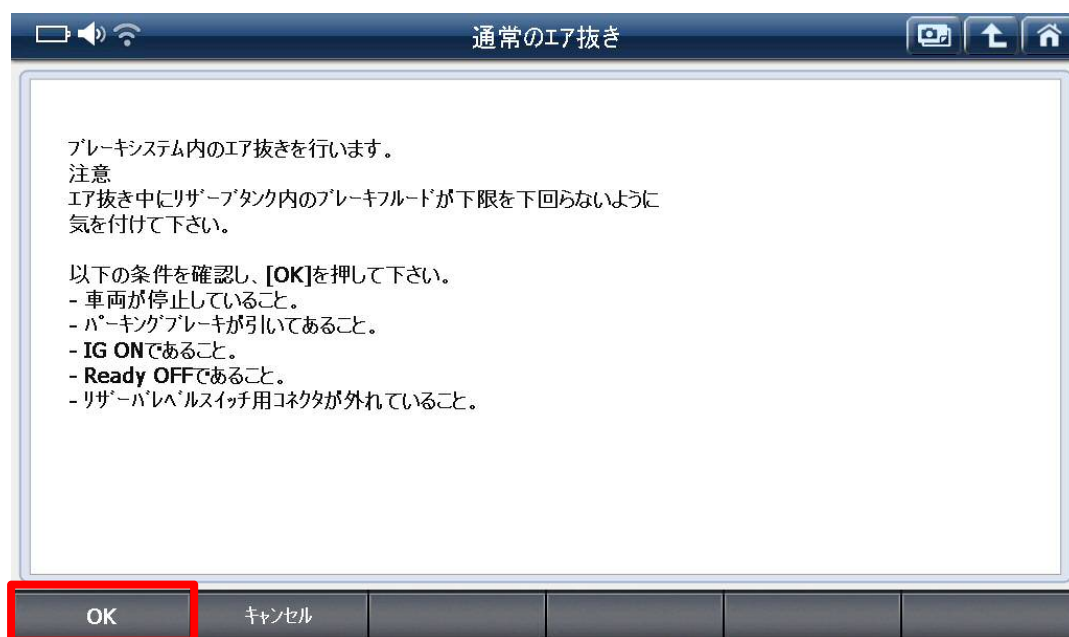 通常のｴｱ抜き
ﾌﾞﾚｰｷｼｽﾃﾑ内のｴｱ抜きを行います。
注意
ｴｱ抜き中にﾘｻﾞｰﾌﾞﾀﾝｸ内のﾌﾞﾚｰｷﾌﾙｰﾄﾞが下限を下回らないように
気を付けて下さい。
以下の条件を確認し、[OK]を押して下さい。
- 車両が停止していること。
- ﾊﾟｰｷﾝｸﾞﾌﾞﾚｰｷが引いてあること。
- IG ONであること。
- Ready OFFであること。
- ﾘｻﾞｰﾊﾞﾚﾍﾞﾙｽｲｯﾁ用ｺﾈｸﾀが外れていること。
OK
ｷｬﾝｾﾙ